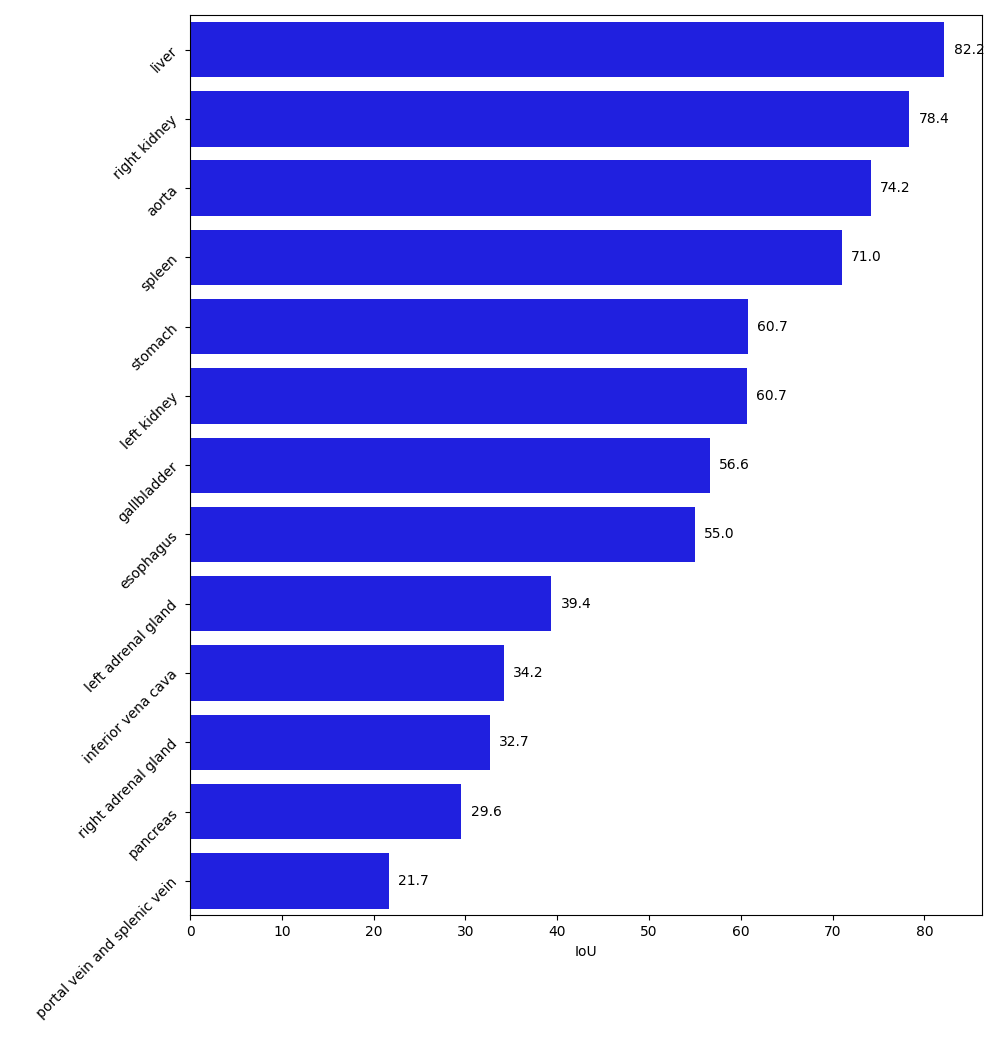 liver 82.2
right kidney 78.4
aorta 74.2
spleen 71.0
stomach 60.7
left kidney 60.7
gallbladder 56.6
esophagus 55.0
left adrenal gland 39.4
inferior vena cava 34.2
right adrenal gland 32.7
pancreas 29.6
portal vein and splenic vein 21.7
0 10 20 30 40 50 60 70 80
IoU